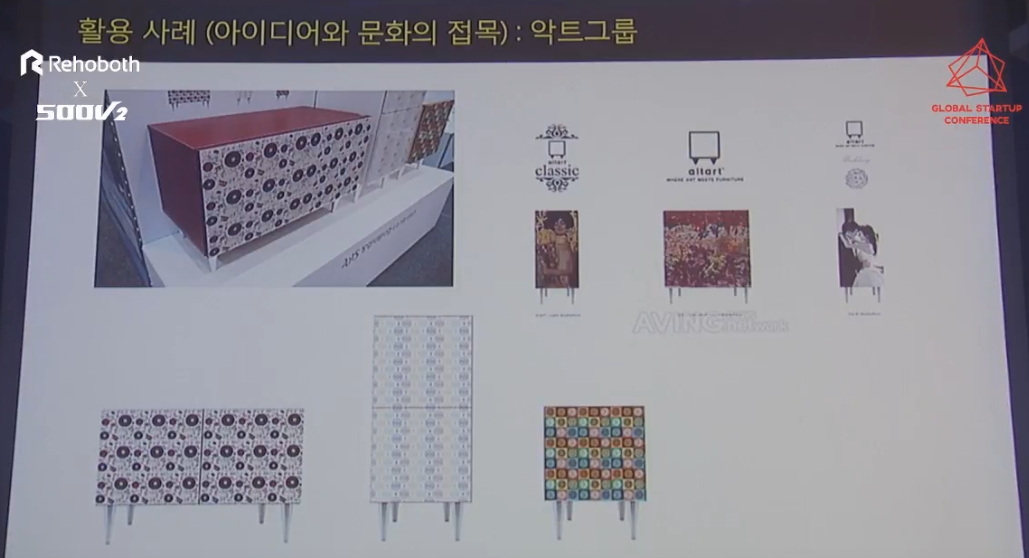 활용 사례 (아이디어와 문화의 접목) : 악트그룹
Rehoboth
X
500V2
GLOBAL STARTUP
CONFERENCE
altart
classic
altart
WHERE ART MEETS FURNITURE
altart
AVING network